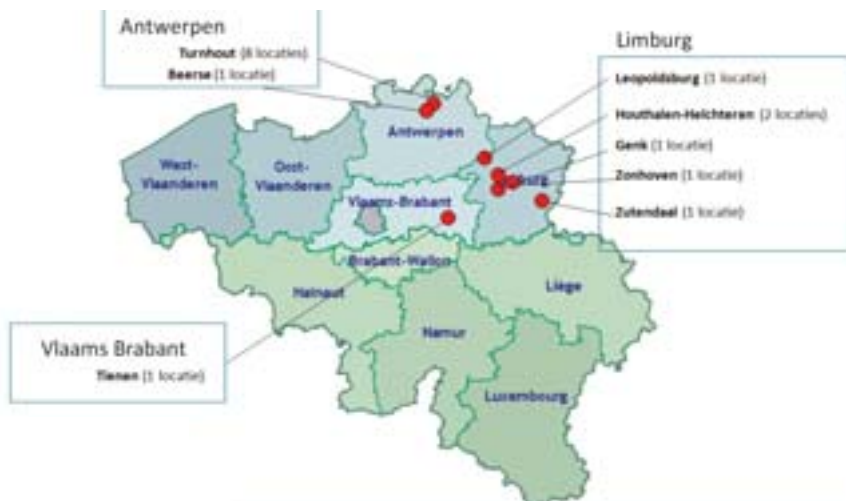 Antwerpen
Turnhout (8 locaties)
Beerse (1 locatie)
Limburg
Leopoldsburg (1 locatie)
Houthalen-Helchteren (2 locaties)
Genk (1 locatie)
Zonhoven (1 locatie)
Zutendaal (1 locatie)
Antwerpen
West-
Vlaanderen
Oost-
Vlaanderen
Vlaams-Brabant
Brabant-Wallon
Hainaut
Liège
Namur
Luxembourg
Vlaams Brabant
Tienen (1 locatie)